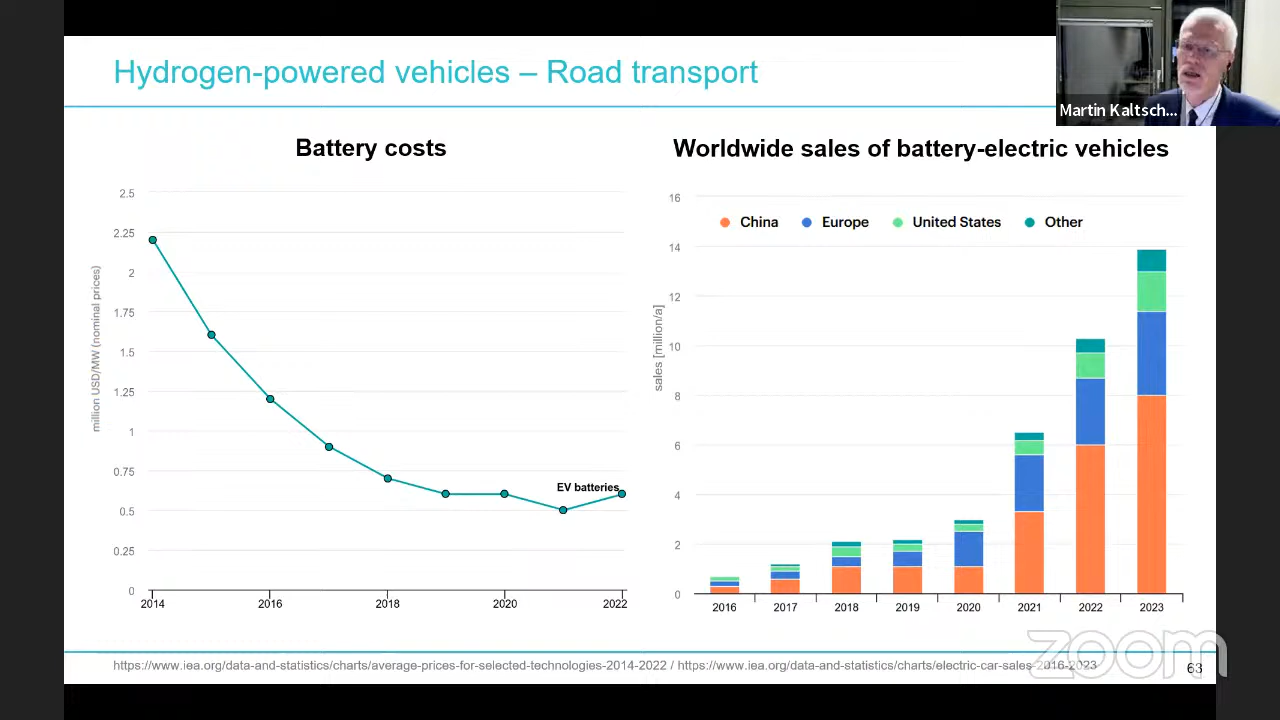 Hydrogen-powered vehicles – Road transport
Martin Kaltsch...
Battery costs
2.5
2.25
2
1.75
1.5
1.25
1
0.75
0.5
0.25
0
million USD/MW (nominal prices)
EV batteries
2014
2016
2018
2020
2022
Worldwide sales of battery-electric vehicles
16
14
12
10
8
6
4
2
0
sales [million/a]
China
Europe
United States
Other
2016
2017
2018
2019
2020
2021
2022
2023
zoom
https://www.iea.org/data-and-statistics/charts/average-prices-for-selected-technologies-2014-2022 / https://www.iea.org/data-and-statistics/charts/electric-car-sales-2016-2023
63